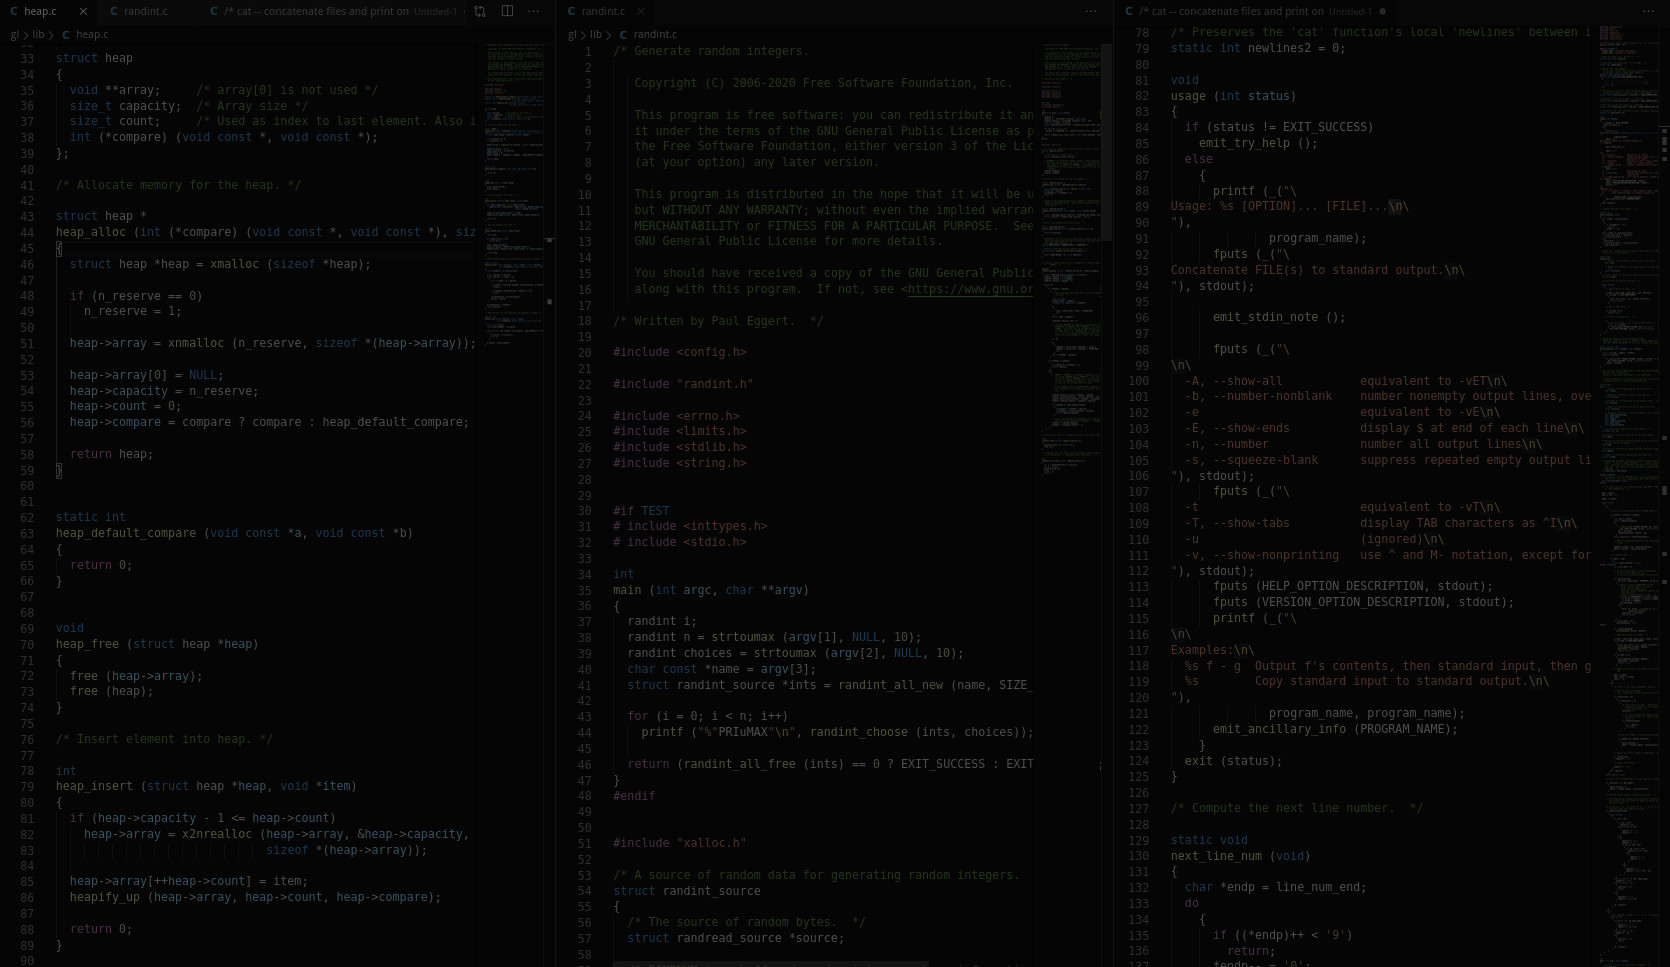 heap.c
randint.c
/* cat -- concatenate files and print on Untitled-1
gl > lib > C heap.c
33 struct heap
34 {
35 void **array; /* array[0] is not used */
36 size_t capacity; /* Array size */
37 size_t count; /* Used as index to last element. Also i
38 int (*compare) (void const *, void const *);
39 };
40
41 /* Allocate memory for the heap. */
42
43 struct heap *
44 heap_alloc (int (*compare) (void const *, void const *), siz
45 {
46 struct heap *heap = xmalloc (sizeof *heap);
47
48 if (n_reserve == 0)
49 n_reserve = 1;
50
51 heap->array = xnmalloc (n_reserve, sizeof *(heap->array));
52
53 heap->array[0] = NULL;
54 heap->capacity = n_reserve;
55 heap->count = 0;
56 heap->compare = compare ? compare : heap_default_compare;
57
58 return heap;
59 }
60
61
62 static int
63 heap_default_compare (void const *a, void const *b)
64 {
65 return 0;
66 }
67
68
69 void
70 heap_free (struct heap *heap)
71 {
72 free (heap->array);
73 free (heap);
74 }
75
76 /* Insert element into heap. */
77
78 int
79 heap_insert (struct heap *heap, void *item)
80 {
81 if (heap->capacity - 1 <= heap->count)
82 heap->array = x2nrealloc (heap->array, &heap->capacity,
83 sizeof *(heap->array));
84
85 heap->array[++heap->count] = item;
86 heapify_up (heap->array, heap->count, heap->compare);
87
88 return 0;
89 }
90
randint.c
gl > lib > C randint.c
1 /* Generate random integers.
2
3 Copyright (C) 2006-2020 Free Software Foundation, Inc.
4
5 This program is free software: you can redistribute it an
6 it under the terms of the GNU General Public License as p
7 the Free Software Foundation, either version 3 of the Lic
8 (at your option) any later version.
9
10 This program is distributed in the hope that it will be u
11 but WITHOUT ANY WARRANTY; without even the implied warran
12 MERCHANTABILITY or FITNESS FOR A PARTICULAR PURPOSE. See
13 GNU General Public License for more details.
14
15 You should have received a copy of the GNU General Public
16 along with this program. If not, see <https://www.gnu.or
17
18 /* Written by Paul Eggert. */
19
20 #include <config.h>
21
22 #include "randint.h"
23
24 #include <errno.h>
25 #include <limits.h>
26 #include <stdlib.h>
27 #include <string.h>
28
29
30 #if TEST
31 # include <inttypes.h>
32 # include <stdio.h>
33
34 int
35 main (int argc, char **argv)
36 {
37 randint i;
38 randint n = strtoumax (argv[1], NULL, 10);
39 randint choices = strtoumax (argv[2], NULL, 10);
40 char const *name = argv[3];
41 struct randint_source *ints = randint_all_new (name, SIZE_
42
43 for (i = 0; i < n; i++)
44 printf ("%"PRIuMAX"\n", randint_choose (ints, choices));
45
46 return (randint_all_free (ints) == 0 ? EXIT_SUCCESS : EXIT
47 }
48 #endif
49
50
51 #include "xalloc.h"
52
53 /* A source of random data for generating random integers.
54 struct randint_source
55 {
56 /* The source of random bytes. */
57 struct randread_source *source;
58
/* cat -- concatenate files and print on Untitled-1
78 /* Preserves the 'cat' function's local 'newlines' between i
79 static int newlines2 = 0;
80
81 void
82 usage (int status)
83 {
84 if (status != EXIT_SUCCESS)
85 emit_try_help ();
86 else
87 {
88 printf (_("\
89 Usage: %s [OPTION]... [FILE]...\n\
90 "),
91 program_name);
92 fputs (_("\
93 Concatenate FILE(s) to standard output.\n\
94 "), stdout);
95
96 emit_stdin_note ();
97
98 fputs (_("\
99 \n\
100 -A, --show-all equivalent to -vET\n\
101 -b, --number-nonblank number nonempty output lines, ove
102 -e equivalent to -vE\n\
103 -E, --show-ends display $ at end of each line\n\
104 -n, --number number all output lines\n\
105 -s, --squeeze-blank suppress repeated empty output li
106 "), stdout);
107 fputs (_("\
108 -t equivalent to -vT\n\
109 -T, --show-tabs display TAB characters as ^I\n\
110 -u (ignored)\n\
111 -v, --show-nonprinting use ^ and M- notation, except for
112 "), stdout);
113 fputs (HELP_OPTION_DESCRIPTION, stdout);
114 fputs (VERSION_OPTION_DESCRIPTION, stdout);
115 printf (_("\
116 \n\
117 Examples:\n\
118 %s f - g Output f's contents, then standard input, then g
119 %s Copy standard input to standard output.\n\
120 "),
121 program_name, program_name);
122 emit_ancillary_info (PROGRAM_NAME);
123 }
124 exit (status);
125 }
126
127 /* Compute the next line number. */
128
129 static void
130 next_line_num (void)
131 {
132 char *endp = line_num_end;
133 do
134 {
135 if ((*endp)++ < '9')
136 return;
137 *endp-- = '0';